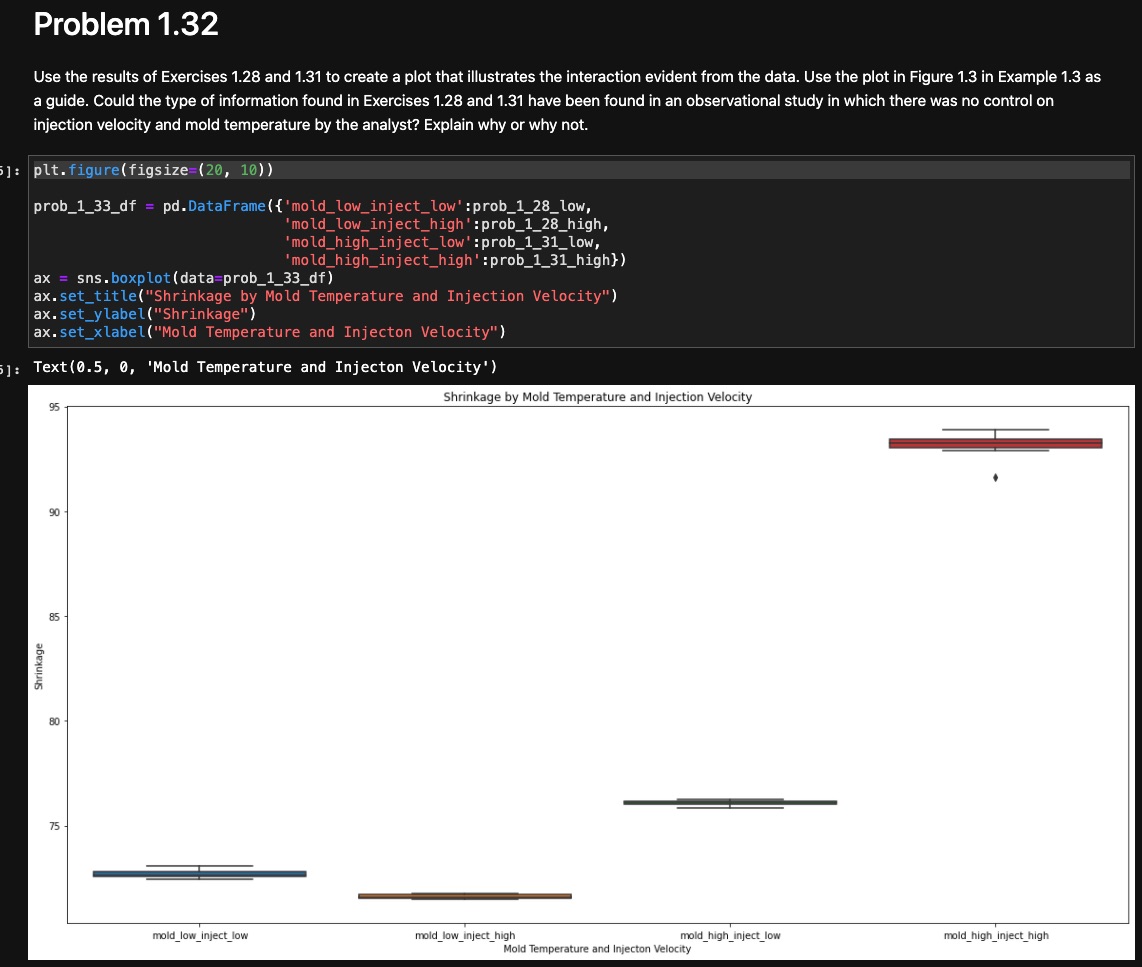 Problem 1.32
Use the results of Exercises 1.28 and 1.31 to create a plot that illustrates the interaction evident from the data. Use the plot in Figure 1.3 in Example 1.3 as
a guide. Could the type of information found in Exercises 1.28 and 1.31 have been found in an observational study in which there was no control on
injection velocity and mold temperature by the analyst? Explain why or why not.
5]: plt.figure(figsize=(20, 10))
prob_1_33_df = pd.DataFrame({'mold_low_inject_low':prob_1_28_low,
'mold_low_inject_high':prob_1_28_high,
'mold_high_inject_low':prob_1_31_low,
'mold_high_inject_high':prob_1_31_high})
ax = sns.boxplot(data=prob_1_33_df)
ax.set_title("Shrinkage by Mold Temperature and Injection Velocity")
ax.set_ylabel("Shrinkage")
ax.set_xlabel("Mold Temperature and Injecton Velocity")
5]: Text(0.5, 0, 'Mold Temperature and Injecton Velocity')
Shrinkage by Mold Temperature and Injection Velocity
95
90
85
80
75
Shrinkage
mold_low_inject_low mold_low_inject_high mold_high_inject_low mold_high_inject_high
Mold Temperature and Injecton Velocity